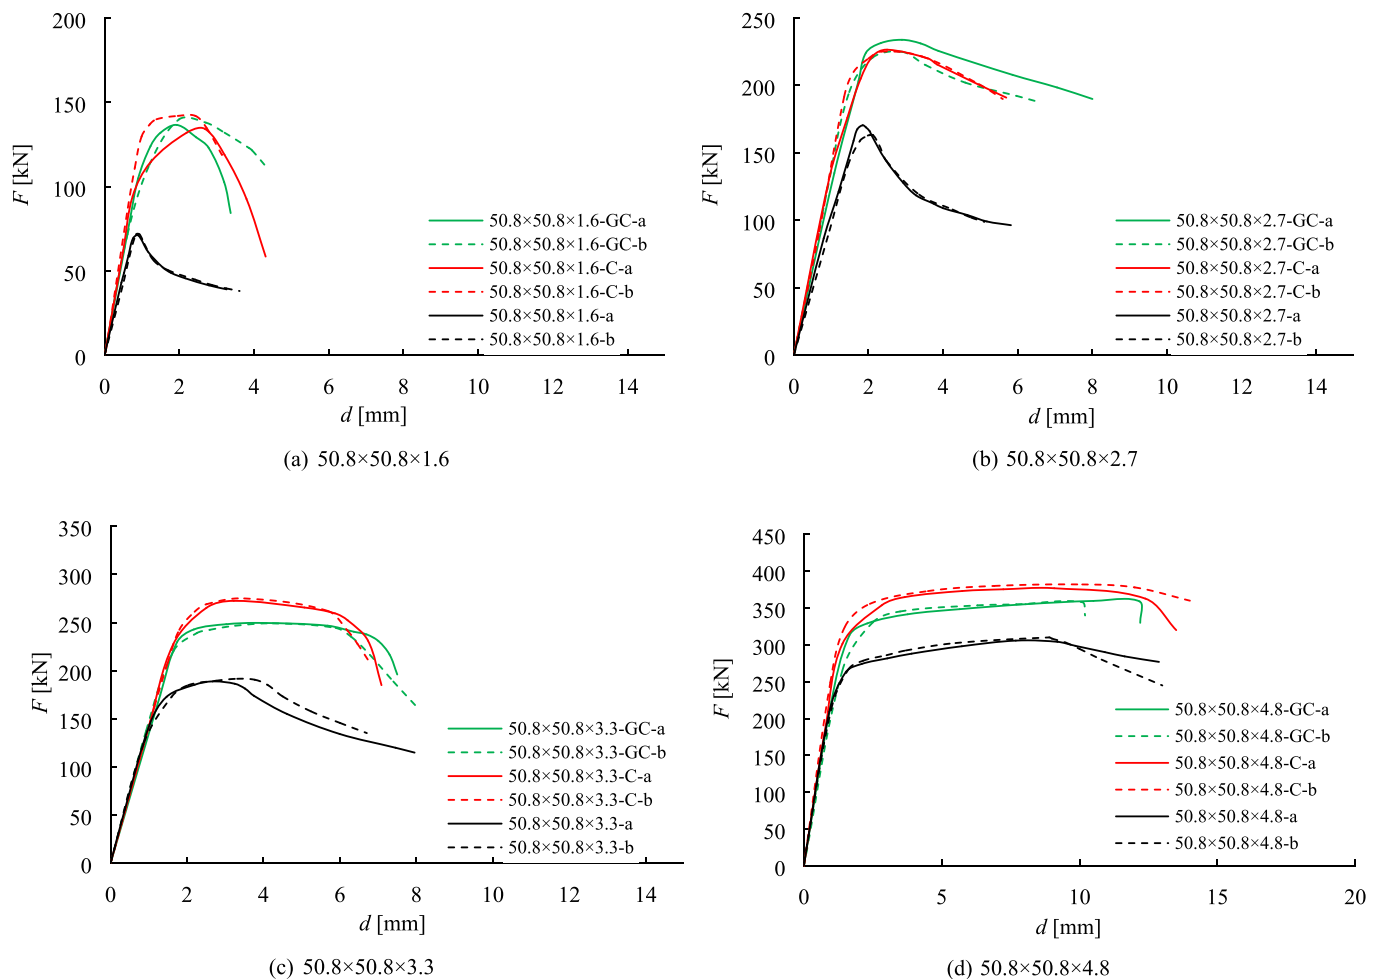 200
150
100
50
0
F [kN]
50.8×50.8×1.6-GC-a
50.8×50.8×1.6-GC-b
50.8×50.8×1.6-C-a
50.8×50.8×1.6-C-b
50.8×50.8×1.6-a
50.8×50.8×1.6-b
0 2 4 6 8 10 12 14
d [mm]
(a) 50.8×50.8×1.6
250
200
150
100
50
0
F [kN]
50.8×50.8×2.7-GC-a
50.8×50.8×2.7-GC-b
50.8×50.8×2.7-C-a
50.8×50.8×2.7-C-b
50.8×50.8×2.7-a
50.8×50.8×2.7-b
0 2 4 6 8 10 12 14
d [mm]
(b) 50.8×50.8×2.7
350
300
250
200
150
100
50
0
F [kN]
50.8×50.8×3.3-GC-a
50.8×50.8×3.3-GC-b
50.8×50.8×3.3-C-a
50.8×50.8×3.3-C-b
50.8×50.8×3.3-a
50.8×50.8×3.3-b
0 2 4 6 8 10 12 14
d [mm]
(c) 50.8×50.8×3.3
450
400
350
300
250
200
150
100
50
0
F [kN]
50.8×50.8×4.8-GC-a
50.8×50.8×4.8-GC-b
50.8×50.8×4.8-C-a
50.8×50.8×4.8-C-b
50.8×50.8×4.8-a
50.8×50.8×4.8-b
0 5 10 15 20
d [mm]
(d) 50.8×50.8×4.8